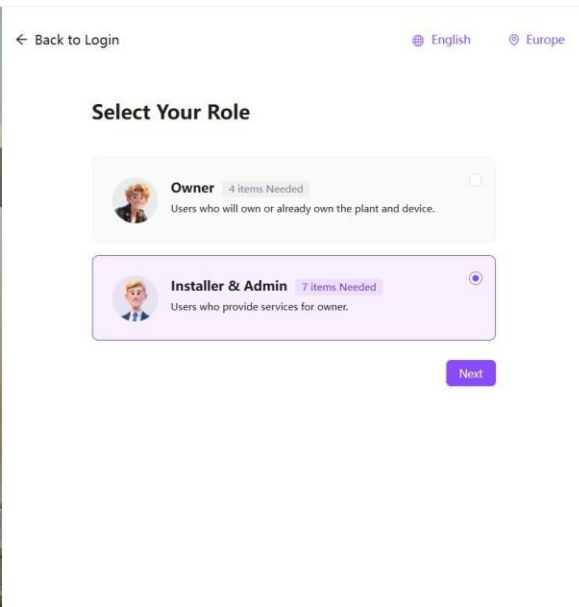 Back to Login
English
Europe
Select Your Role
Owner 4 items Needed
Users who will own or already own the plant and device.
Installer & Admin 7 items Needed
Users who provide services for owner.
Next